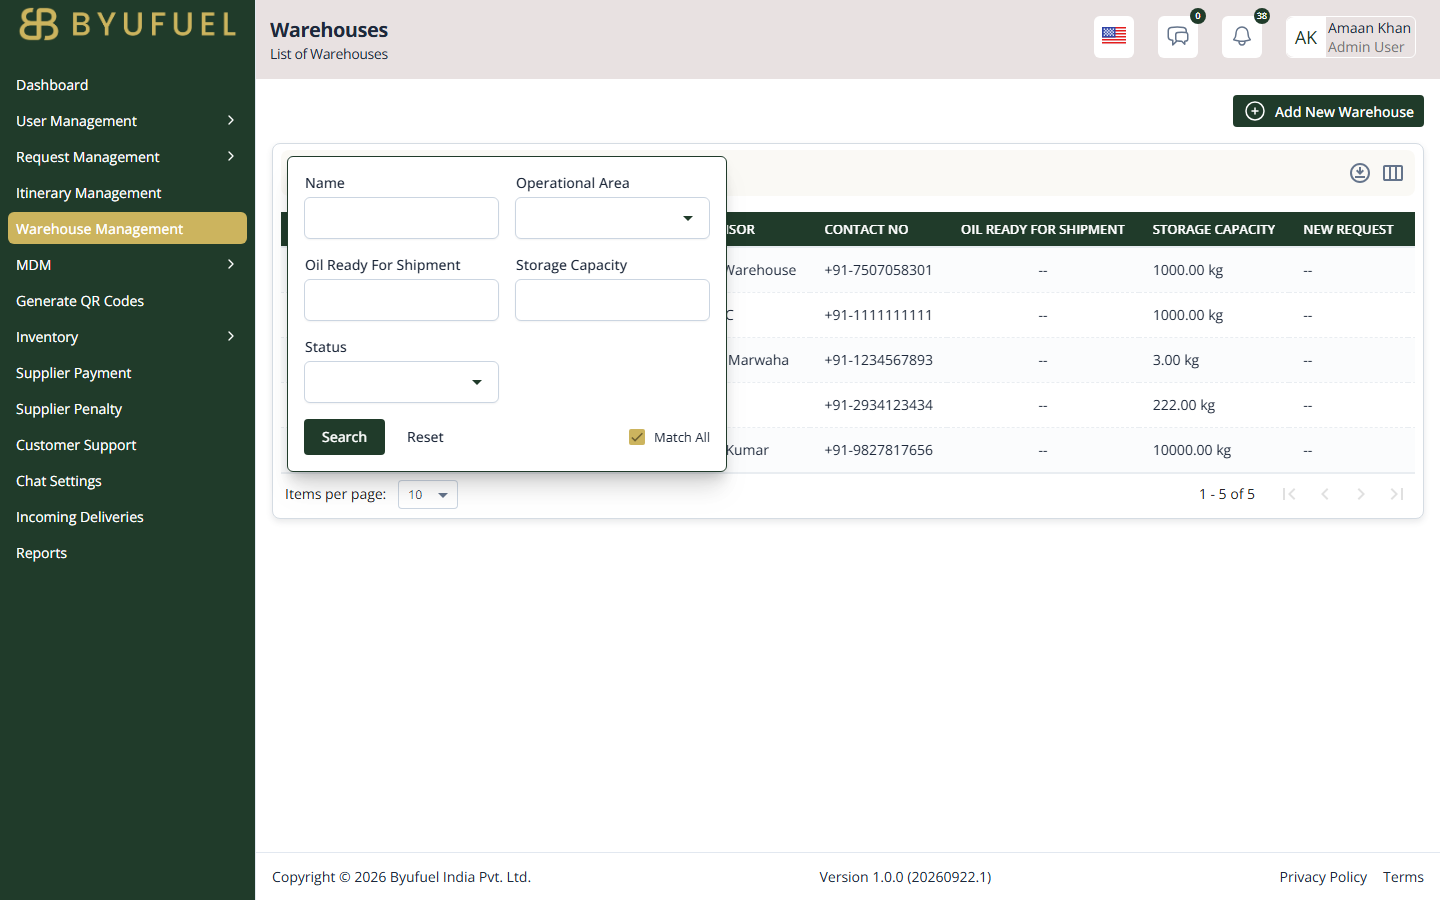 BYUFUEL
Dashboard
User Management
Request Management
Itinerary Management
Warehouse Management
MDM
Generate QR Codes
Inventory
Supplier Payment
Supplier Penalty
Customer Support
Chat Settings
Incoming Deliveries
Reports
Warehouses
List of Warehouses
0
38
AK
Amaan Khan
Admin User
Add New Warehouse
Name
Operational Area
Oil Ready For Shipment
Storage Capacity
Status
Search
Reset
Match All
SOR CONTACT NO OIL READY FOR SHIPMENT STORAGE CAPACITY NEW REQUEST
Warehouse +91-7507058301 -- 1000.00 kg --
C +91-1111111111 -- 1000.00 kg --
Marwaha +91-1234567893 -- 3.00 kg --
+91-2934123434 -- 222.00 kg --
Kumar +91-9827817656 -- 10000.00 kg --
Items per page: 10
1 - 5 of 5
Copyright © 2026 Byufuel India Pvt. Ltd.
Version 1.0.0 (20260922.1)
Privacy Policy Terms